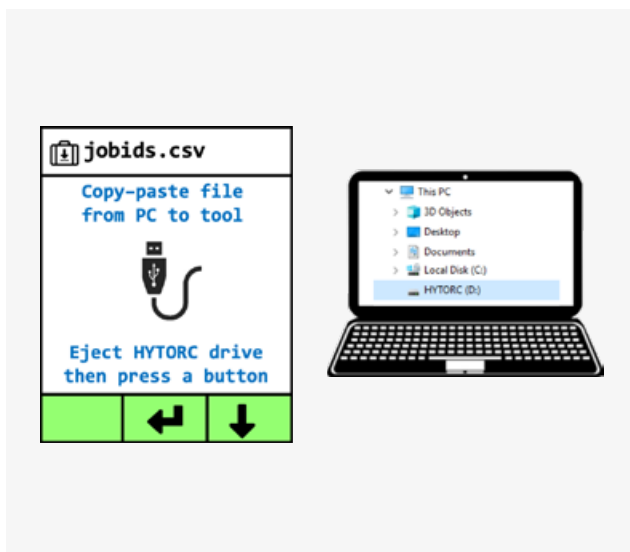 jobids.csv
Copy-paste file
from PC to tool
Eject HYTORC drive
then press a button
This PC
3D Objects
Desktop
Documents
Local Disk (C:)
HYTORC (D:)